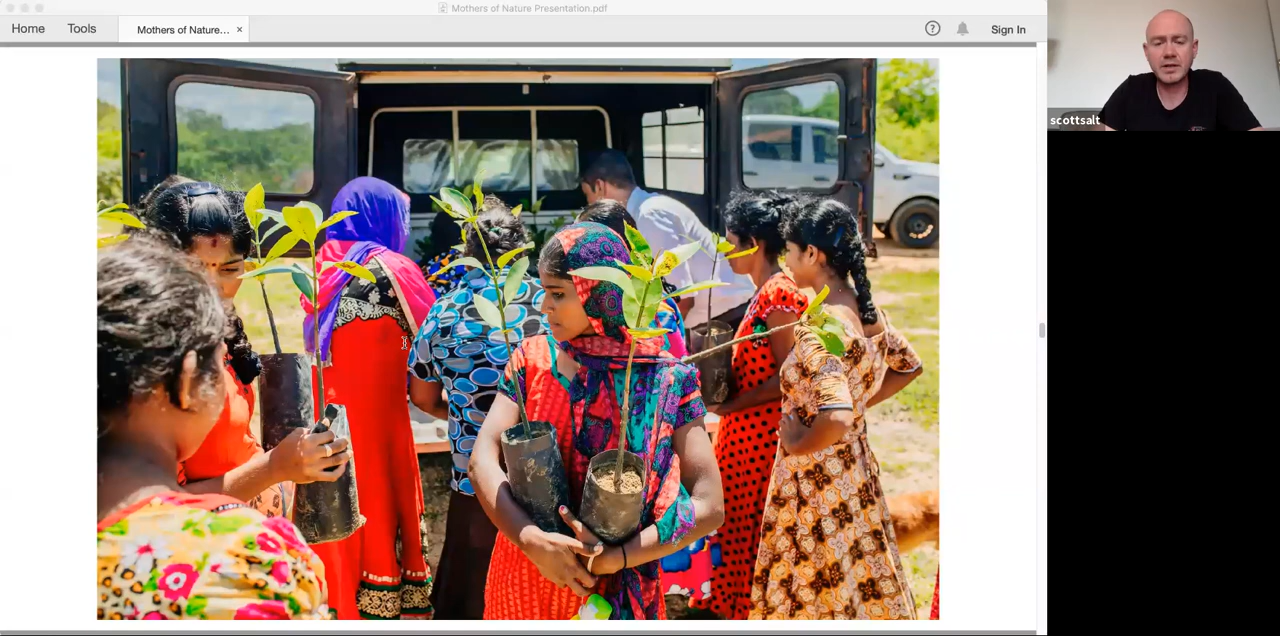 Mothers of Nature Presentation.pdf
Home
Tools
Mothers of Nature... ×
?
Sign In
scottsalt